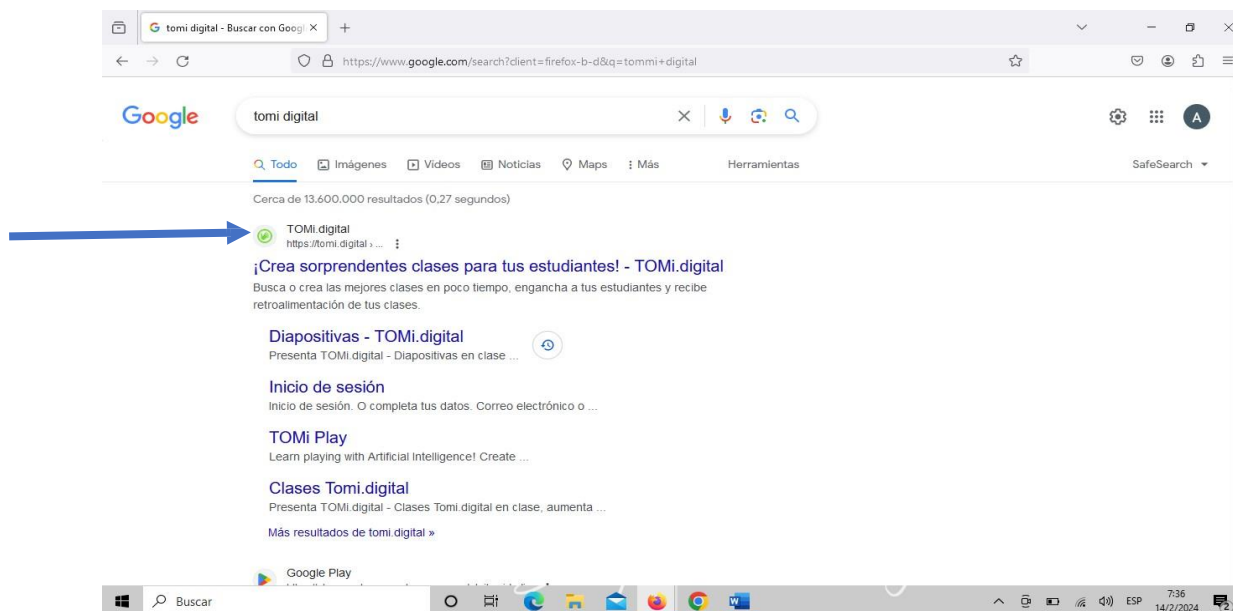 tomi digital - Buscar con Googl
https://www.google.com/search?client=firefox-b-d&q=tommi+digital
Google
tomi digital
A
Todo Imágenes Videos Noticias Maps Más Herramientas SafeSearch
Cerca de 13.600.000 resultados (0,27 segundos)
TOMi.digital
https://tomi.digital › ...
¡Crea sorprendentes clases para tus estudiantes! - TOMi.digital
Busca o crea las mejores clases en poco tiempo, engancha a tus estudiantes y recibe
retroalimentación de tus clases.
Diapositivas - TOMi.digital
Presenta TOMi.digital - Diapositivas en clase ...
Inicio de sesión
Inicio de sesión. O completa tus datos. Correo electrónico o ...
TOMi Play
Learn playing with Artificial Intelligence! Create ...
Clases Tomi.digital
Presenta TOMi.digital - Clases Tomi.digital en clase, aumenta ...
Más resultados de tomi.digital »
Google Play
Buscar
ESP
7:36
14/2/2024
2